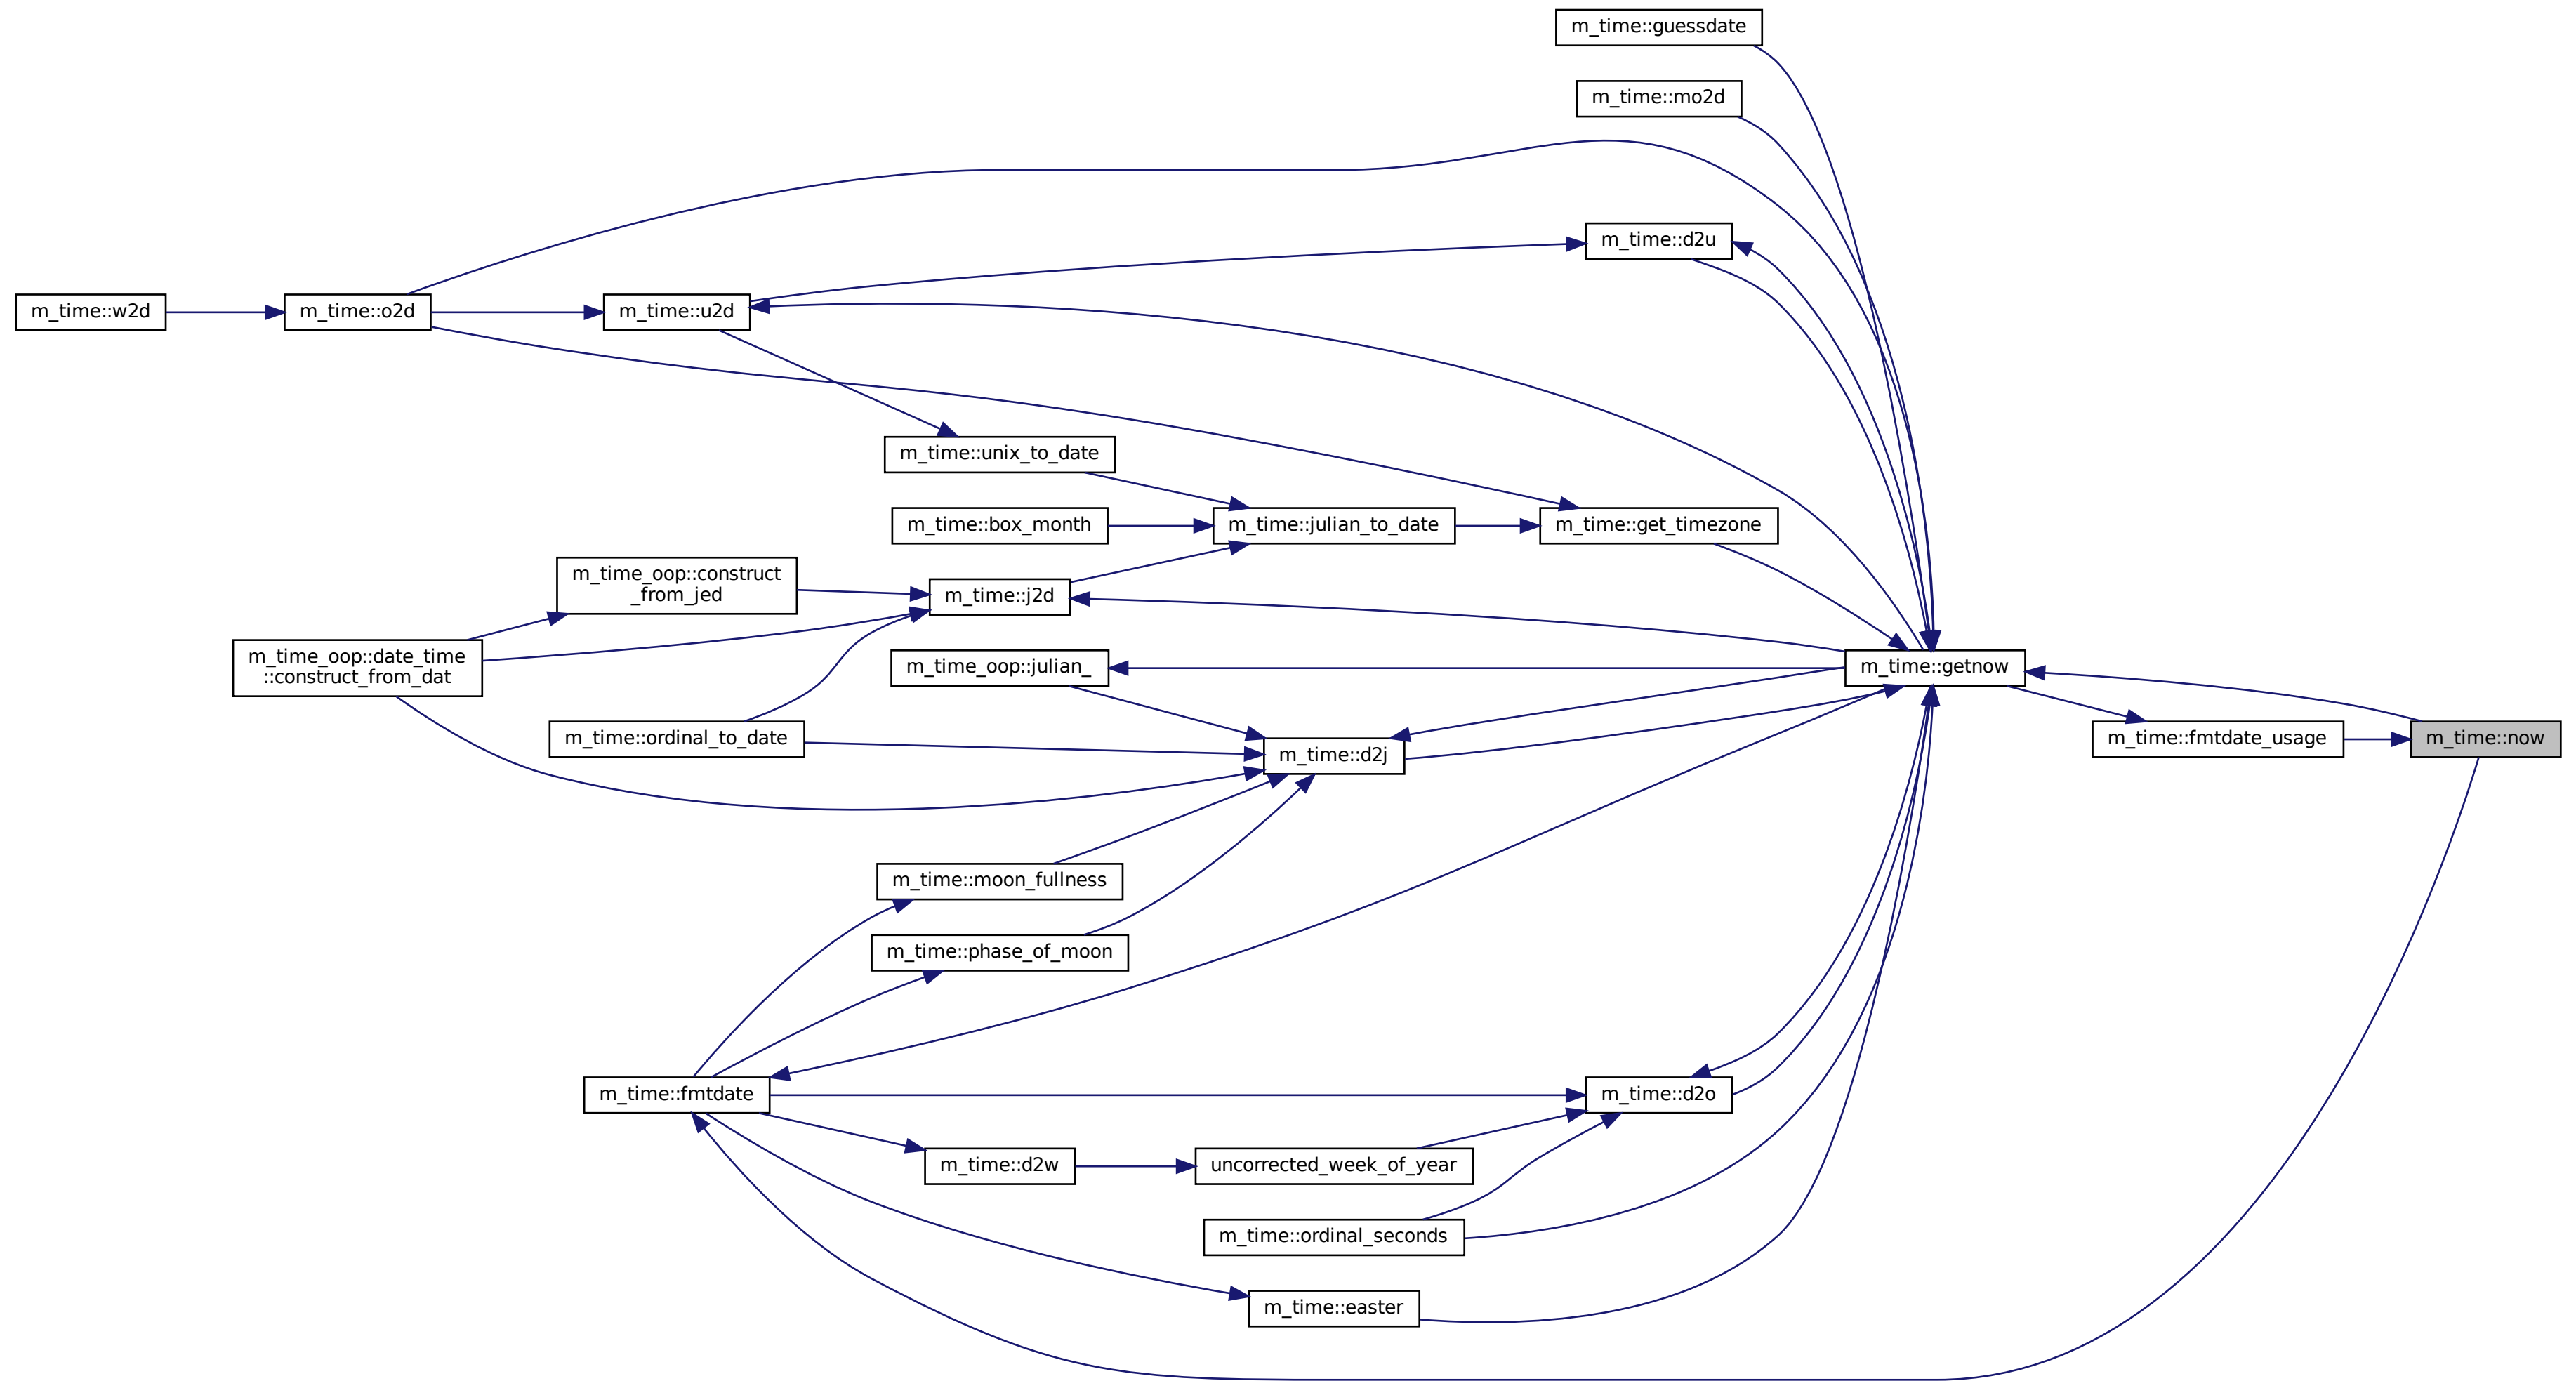 m_time::guessdate
m_time::mo2d
m_time::d2u
m_time::w2d
m_time::o2d
m_time::u2d
m_time::unix_to_date
m_time::box_month
m_time::julian_to_date
m_time::get_timezone
m_time_oop::construct
_from_jed
m_time::j2d
m_time_oop::date_time
::construct_from_dat
m_time_oop::julian_
m_time::getnow
m_time::ordinal_to_date
m_time::d2j
m_time::fmtdate_usage
m_time::now
m_time::moon_fullness
m_time::phase_of_moon
m_time::fmtdate
m_time::d2o
m_time::d2w
uncorrected_week_of_year
m_time::ordinal_seconds
m_time::easter